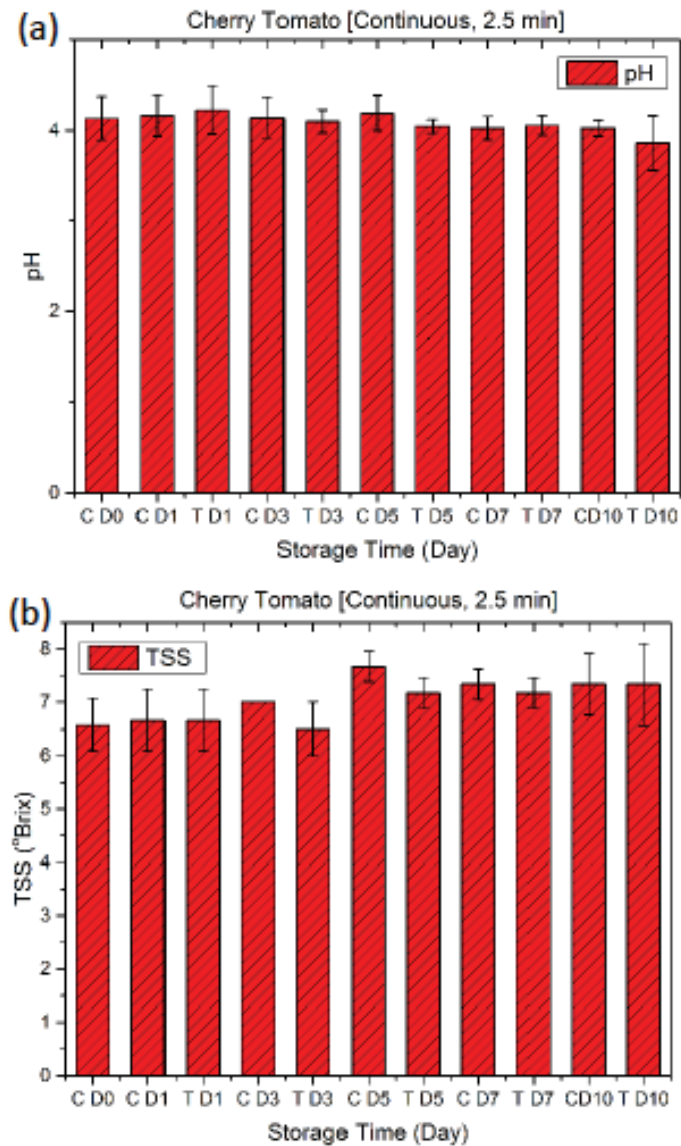 (a)
Cherry Tomato [Continuous, 2.5 min]
pH
4
2
0
pH
C D0 C D1 T D1 C D3 T D3 C D5 T D5 C D7 T D7 CD10 T D10
Storage Time (Day)
(b)
Cherry Tomato [Continuous, 2.5 min]
TSS
8
7
6
5
4
3
2
1
0
TSS (°Brix)
C D0 C D1 T D1 C D3 T D3 C D5 T D5 C D7 T D7 CD10 T D10
Storage Time (Day)